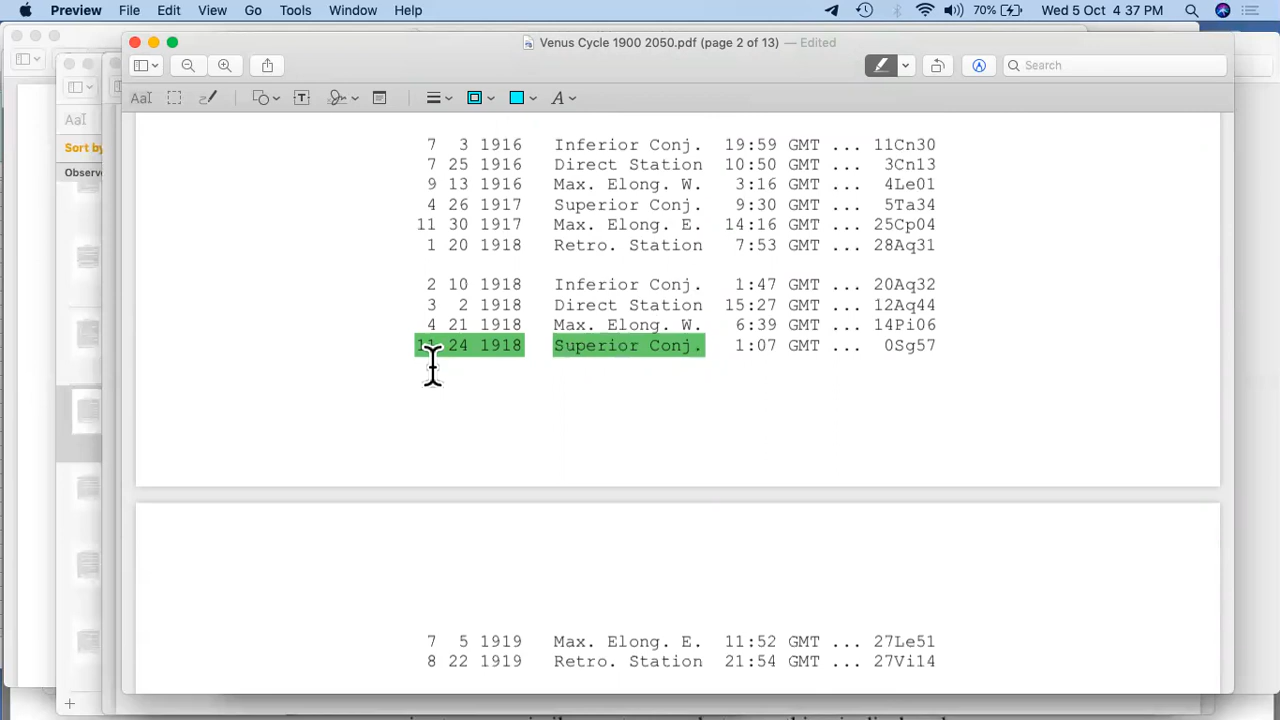 Preview File Edit View Go Tools Window Help 70% Wed 5 Oct 4:37 PM
Venus Cycle 1900 2050.pdf (page 2 of 13) — Edited
Search
AaI
Sort by
Observe
7 3 1916 Inferior Conj. 19:59 GMT ... 11Cn30
7 25 1916 Direct Station 10:50 GMT ... 3Cn13
9 13 1916 Max. Elong. W. 3:16 GMT ... 4Le01
4 26 1917 Superior Conj. 9:30 GMT ... 5Ta34
11 30 1917 Max. Elong. E. 14:16 GMT ... 25Cp04
1 20 1918 Retro. Station 7:53 GMT ... 28Aq31
2 10 1918 Inferior Conj. 1:47 GMT ... 20Aq32
3 2 1918 Direct Station 15:27 GMT ... 12Aq44
4 21 1918 Max. Elong. W. 6:39 GMT ... 14Pi06
11 24 1918 Superior Conj. 1:07 GMT ... 0Sg57
7 5 1919 Max. Elong. E. 11:52 GMT ... 27Le51
8 22 1919 Retro. Station 21:54 GMT ... 27Vi14